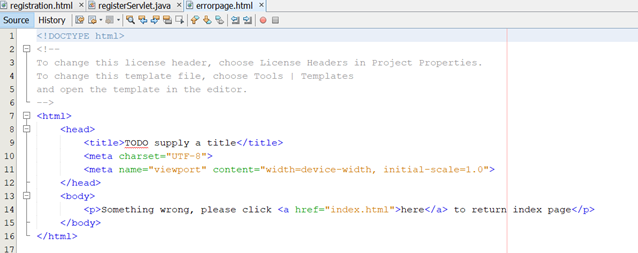 registration.html
registerServlet.java
errorpage.html
Source
History
1
<!DOCTYPE html>
2
<!--
3
To change this license header, choose License Headers in Project Properties.
4
To change this template file, choose Tools | Templates
5
and open the template in the editor.
6
-->
7
<html>
8
<head>
9
<title>TODO supply a title</title>
10
<meta charset="UTF-8">
11
<meta name="viewport" content="width=device-width, initial-scale=1.0">
12
</head>
13
<body>
14
<p>Something wrong, please click <a href="index.html">here</a> to return index page</p>
15
</body>
16
</html>
17